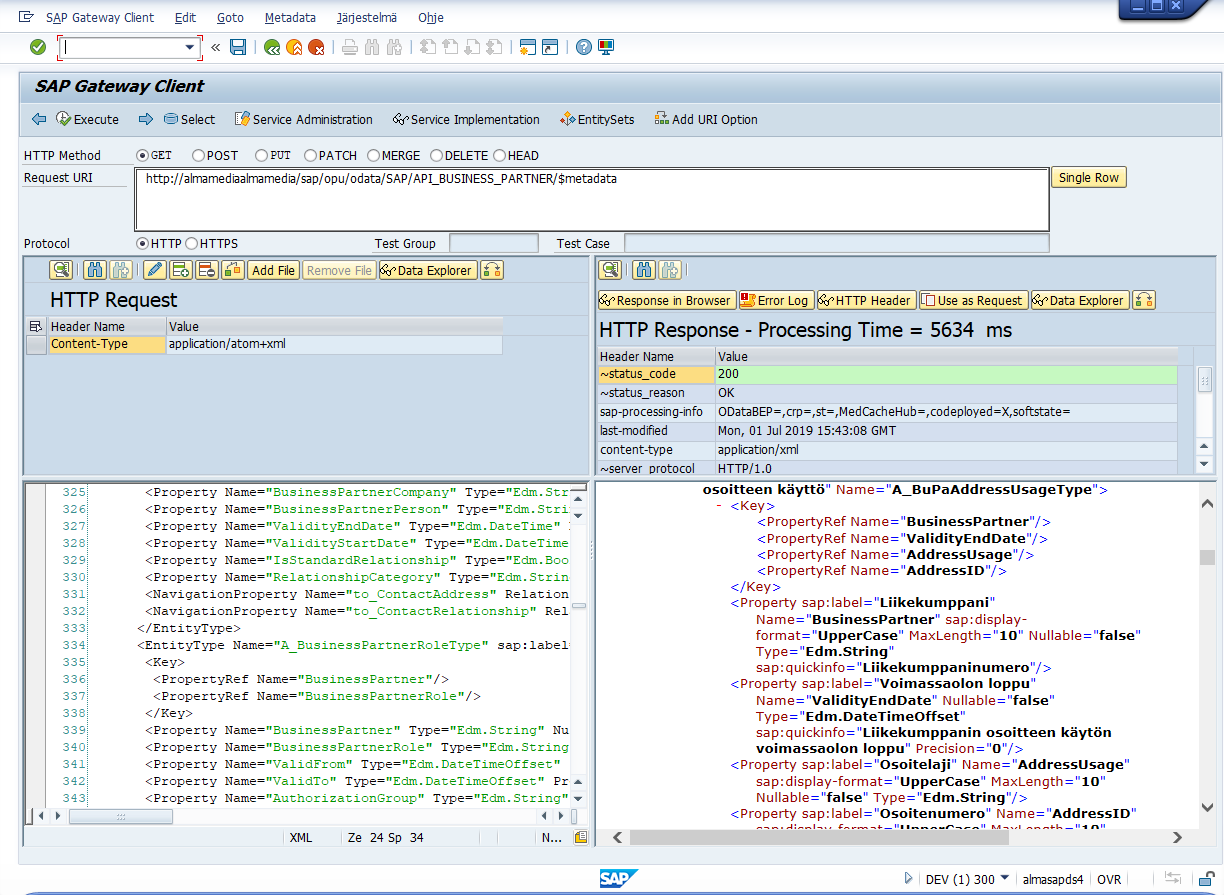 SAP Gateway Client Edit Goto Metadata Järjestelmä Ohje
SAP Gateway Client
Execute Select Service Administration Service Implementation EntitySets Add URI Option
HTTP Method GET POST PUT PATCH MERGE DELETE HEAD
Request URI http://almamediaalmamedia/sap/opu/odata/SAP/API_BUSINESS_PARTNER/$metadata Single Row
Protocol HTTP HTTPS Test Group Test Case
Add File Remove File Data Explorer
HTTP Request
Header Name Value
Content-Type application/atom+xml
Response in Browser Error Log HTTP Header Use as Request Data Explorer
HTTP Response - Processing Time = 5634 ms
Header Name Value
~status_code 200
~status_reason OK
sap-processing-info ODataBEP=,crp=,st=,MedCacheHub=,codeployed=X,softstate=
last-modified Mon, 01 Jul 2019 15:43:08 GMT
content-type application/xml
~server_protocol HTTP/1.0
325 <Property Name="BusinessPartnerCompany" Type="Edm.Str
326 <Property Name="BusinessPartnerPerson" Type="Edm.Stri
327 <Property Name="ValidityEndDate" Type="Edm.DateTime"
328 <Property Name="ValidityStartDate" Type="Edm.DateTime
329 <Property Name="IsStandardRelationship" Type="Edm.Boo
330 <Property Name="RelationshipCategory" Type="Edm.Strin
331 <NavigationProperty Name="to_ContactAddress" Relation
332 <NavigationProperty Name="to_ContactRelationship" Rel
333 </EntityType>
334 <EntityType Name="A_BusinessPartnerRoleType" sap:label=
335 <Key>
336 <PropertyRef Name="BusinessPartner"/>
337 <PropertyRef Name="BusinessPartnerRole"/>
338 </Key>
339 <Property Name="BusinessPartner" Type="Edm.String" Nu
340 <Property Name="BusinessPartnerRole" Type="Edm.String
341 <Property Name="ValidFrom" Type="Edm.DateTimeOffset"
342 <Property Name="ValidTo" Type="Edm.DateTimeOffset" Pr
343 <Property Name="AuthorizationGroup" Type="Edm.String"
XML Ze 24 Sp 34 N...
osoitteen käyttö" Name="A_BuPaAddressUsageType">
- <Key>
<PropertyRef Name="BusinessPartner"/>
<PropertyRef Name="ValidityEndDate"/>
<PropertyRef Name="AddressUsage"/>
<PropertyRef Name="AddressID"/>
</Key>
<Property sap:label="Liikekumppani"
Name="BusinessPartner" sap:display-
format="UpperCase" MaxLength="10" Nullable="false"
Type="Edm.String"
sap:quickinfo="Liikekumppaninumero"/>
<Property sap:label="Voimassaolon loppu"
Name="ValidityEndDate" Nullable="false"
Type="Edm.DateTimeOffset"
sap:quickinfo="Liikekumppanin osoitteen käytön
voimassaolon loppu" Precision="0"/>
<Property sap:label="Osoitelaji" Name="AddressUsage"
sap:display-format="UpperCase" MaxLength="10"
Nullable="false" Type="Edm.String"/>
<Property sap:label="Osoitenumero" Name="AddressID"
sap:display-format="UpperCase" MaxLength="10"
SAP DEV (1) 300 almasapds4 OVR